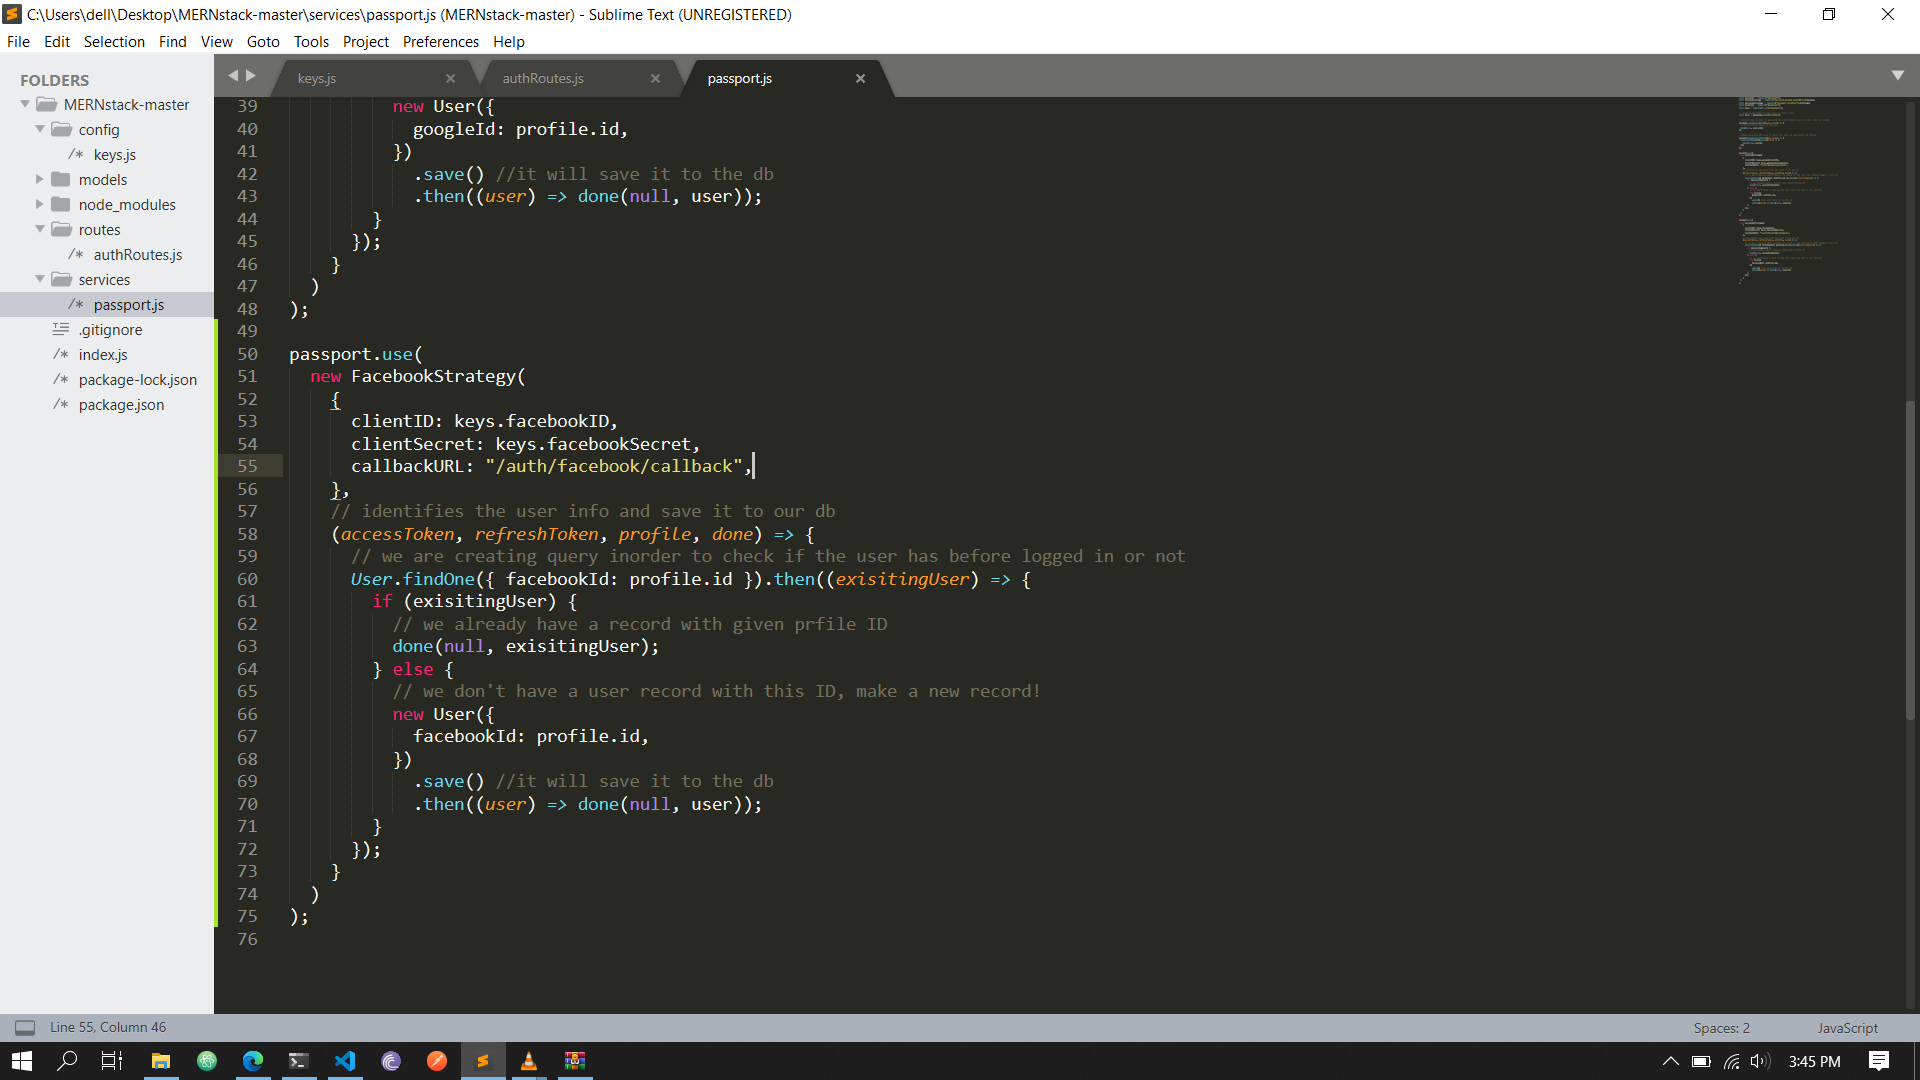 C:\Users\dell\Desktop\MERNstack-master\services\passport.js (MERNstack-master) - Sublime Text (UNREGISTERED)
File Edit Selection Find View Goto Tools Project Preferences Help
FOLDERS
MERNstack-master
config
/* keys.js
models
node_modules
routes
/* authRoutes.js
services
/* passport.js
.gitignore
/* index.js
/* package-lock.json
/* package.json
keys.js authRoutes.js passport.js
39 new User({
40 googleId: profile.id,
41 })
42 .save() //it will save it to the db
43 .then((user) => done(null, user));
44 }
45 });
46 }
47 )
48 );
49
50 passport.use(
51 new FacebookStrategy(
52 {
53 clientID: keys.facebookID,
54 clientSecret: keys.facebookSecret,
55 callbackURL: "/auth/facebook/callback",
56 },
57 // identifies the user info and save it to our db
58 (accessToken, refreshToken, profile, done) => {
59 // we are creating query inorder to check if the user has before logged in or not
60 User.findOne({ facebookId: profile.id }).then((exisitingUser) => {
61 if (exisitingUser) {
62 // we already have a record with given prfile ID
63 done(null, exisitingUser);
64 } else {
65 // we don't have a user record with this ID, make a new record!
66 new User({
67 facebookId: profile.id,
68 })
69 .save() //it will save it to the db
70 .then((user) => done(null, user));
71 }
72 });
73 }
74 )
75 );
76
Line 55, Column 46
Spaces: 2
JavaScript
3:45 PM